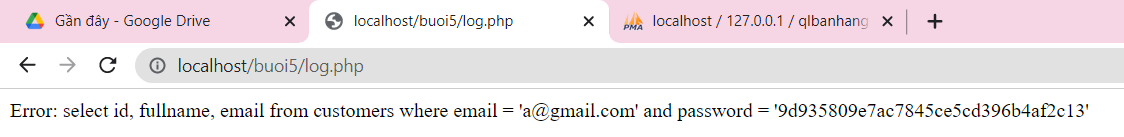 Gần đây - Google Drive
localhost/buoi5/log.php
PMA
localhost / 127.0.0.1 / qlbanhang
localhost/buoi5/log.php
Error: select id, fullname, email from customers where email = 'a@gmail.com' and password = '9d935809e7ac7845ce5cd396b4af2c13'